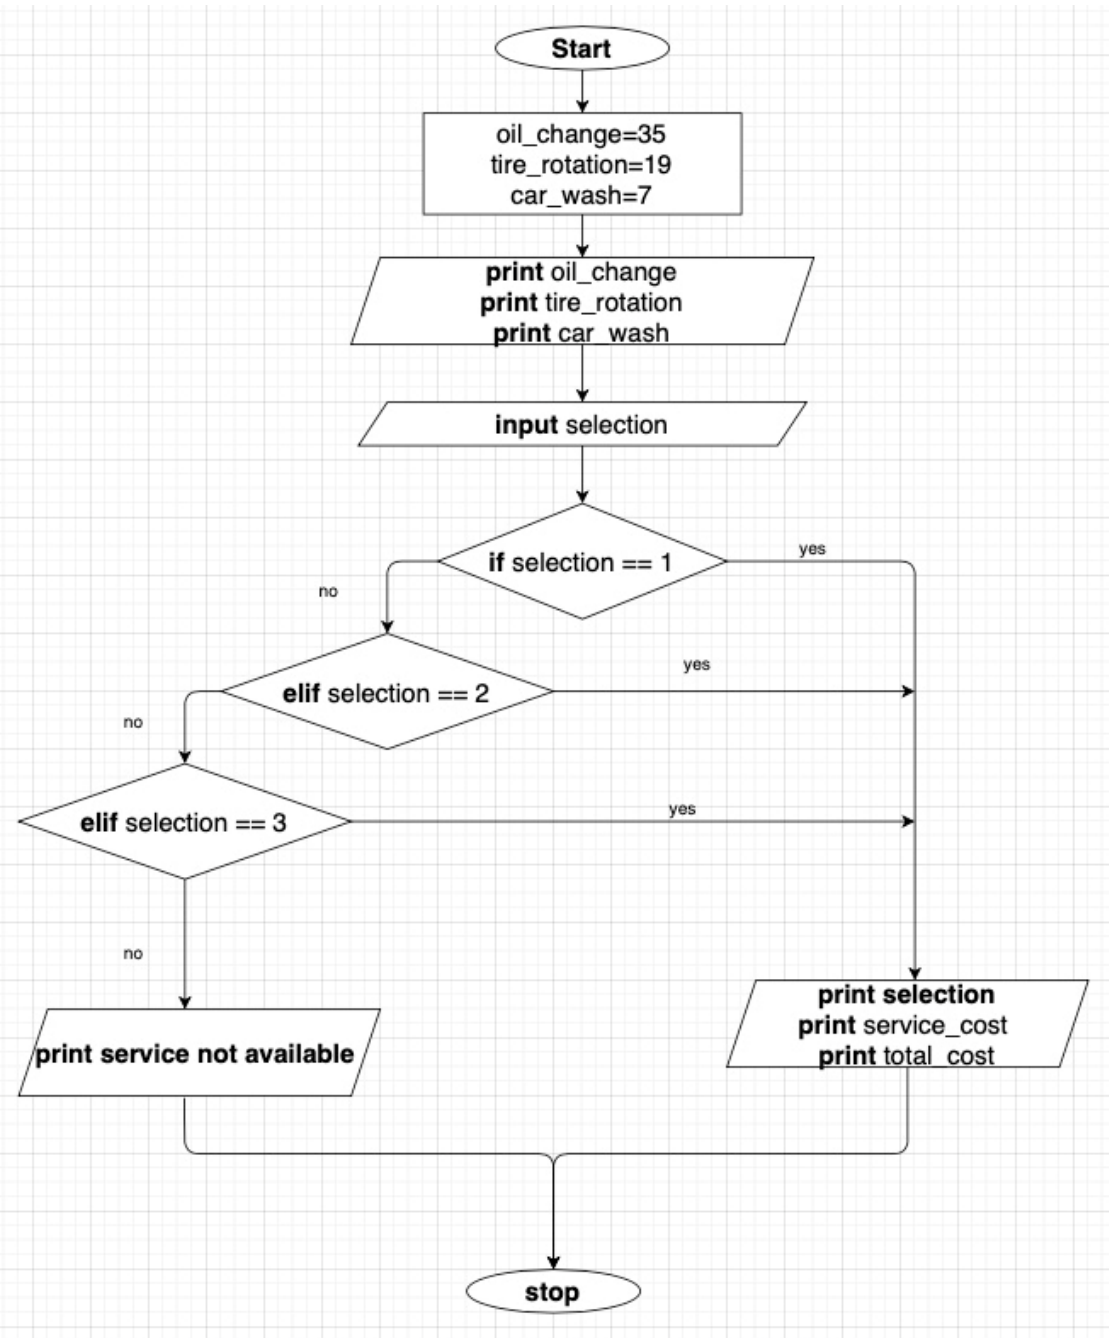 Start
oil_change=35
tire_rotation=19
car_wash=7
print oil_change
print tire_rotation
print car_wash
input selection
if selection == 1
yes
no
elif selection == 2
yes
no
elif selection == 3
yes
no
print service not available
print selection
print service_cost
print total_cost
stop